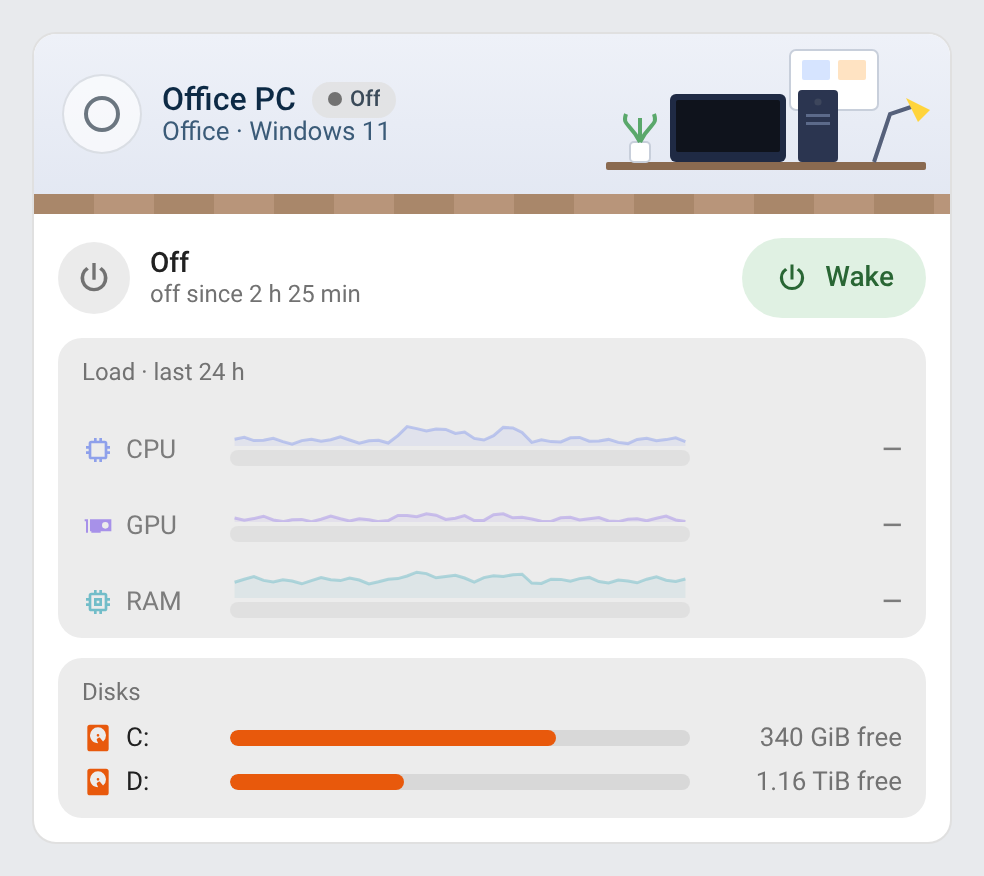 Office PC Off
Office · Windows 11
Off
off since 2 h 25 min
Wake
Load · last 24 h
CPU –
GPU –
RAM –
Disks
C: 340 GiB free
D: 1.16 TiB free